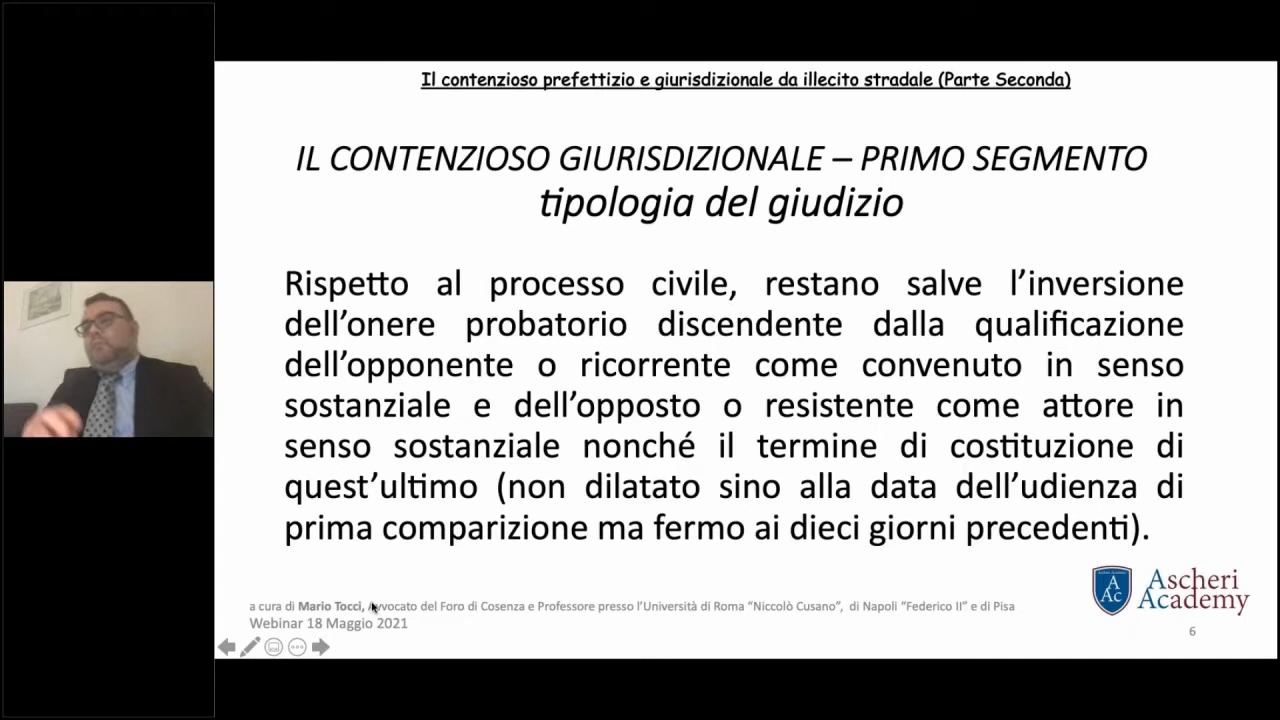 Il contenzioso prefettizio e giurisdizionale da illecito stradale (Parte Seconda)
IL CONTENZIOSO GIURISDIZIONALE – PRIMO SEGMENTO
tipologia del giudizio
Rispetto al processo civile, restano salve l’inversione
dell’onere probatorio discendente dalla qualificazione
dell’opponente o ricorrente come convenuto in senso
sostanziale e dell’opposto o resistente come attore in
senso sostanziale nonché il termine di costituzione di
quest’ultimo (non dilatato sino alla data dell’udienza di
prima comparizione ma fermo ai dieci giorni precedenti).
A
Ac
Ascheri
Academy
a cura di Mario Tocci, Avvocato del Foro di Cosenza e Professore presso l’Università di Roma “Niccolò Cusano”, di Napoli “Federico II” e di Pisa
Webinar 18 Maggio 2021
6